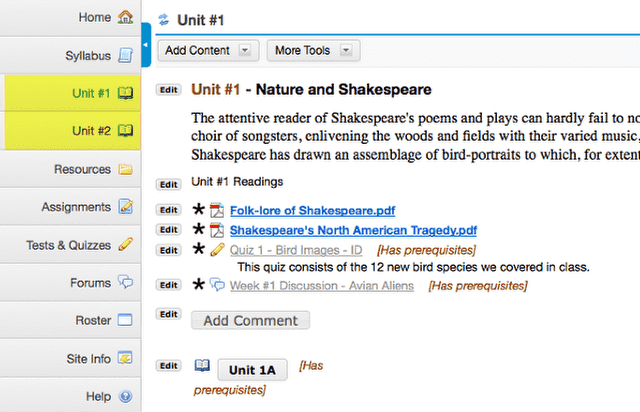 Home
Syllabus
Unit #1
Unit #2
Resources
Assignments
Tests & Quizzes
Forums
Roster
Site Info
Help
Unit #1
Add Content
More Tools
Edit
Unit #1 - Nature and Shakespeare
The attentive reader of Shakespeare's poems and plays can hardly fail to no
choir of songsters, enlivening the woods and fields with their varied music,
Shakespeare has drawn an assemblage of bird-portraits to which, for exten
Edit
Unit #1 Readings
Edit * Folk-lore of Shakespeare.pdf
Edit * Shakespeare's North American Tragedy.pdf
Edit * Quiz 1 - Bird Images - ID [Has prerequisites]
This quiz consists of the 12 new bird species we covered in class.
Edit * Week #1 Discussion - Avian Aliens [Has prerequisites]
Edit Add Comment
Edit Unit 1A [Has
prerequisites]